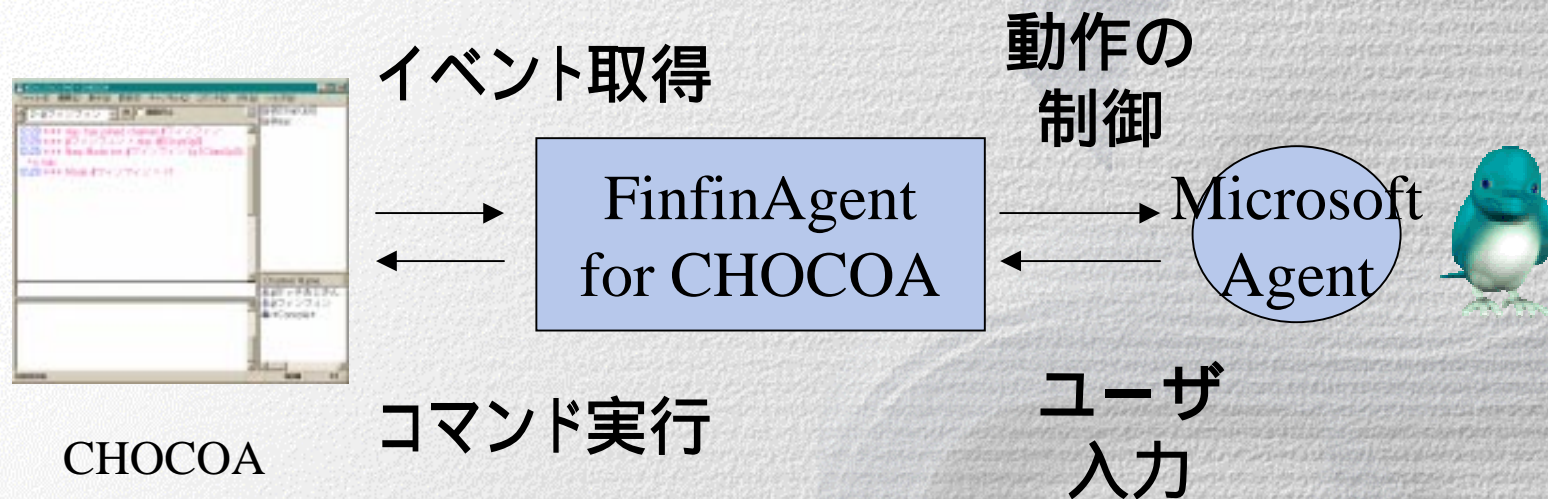 イベント取得
動作の
制御
FinfinAgent
for CHOCOA
Microsoft
Agent
コマンド実行
ユーザ
入力
CHOCOA